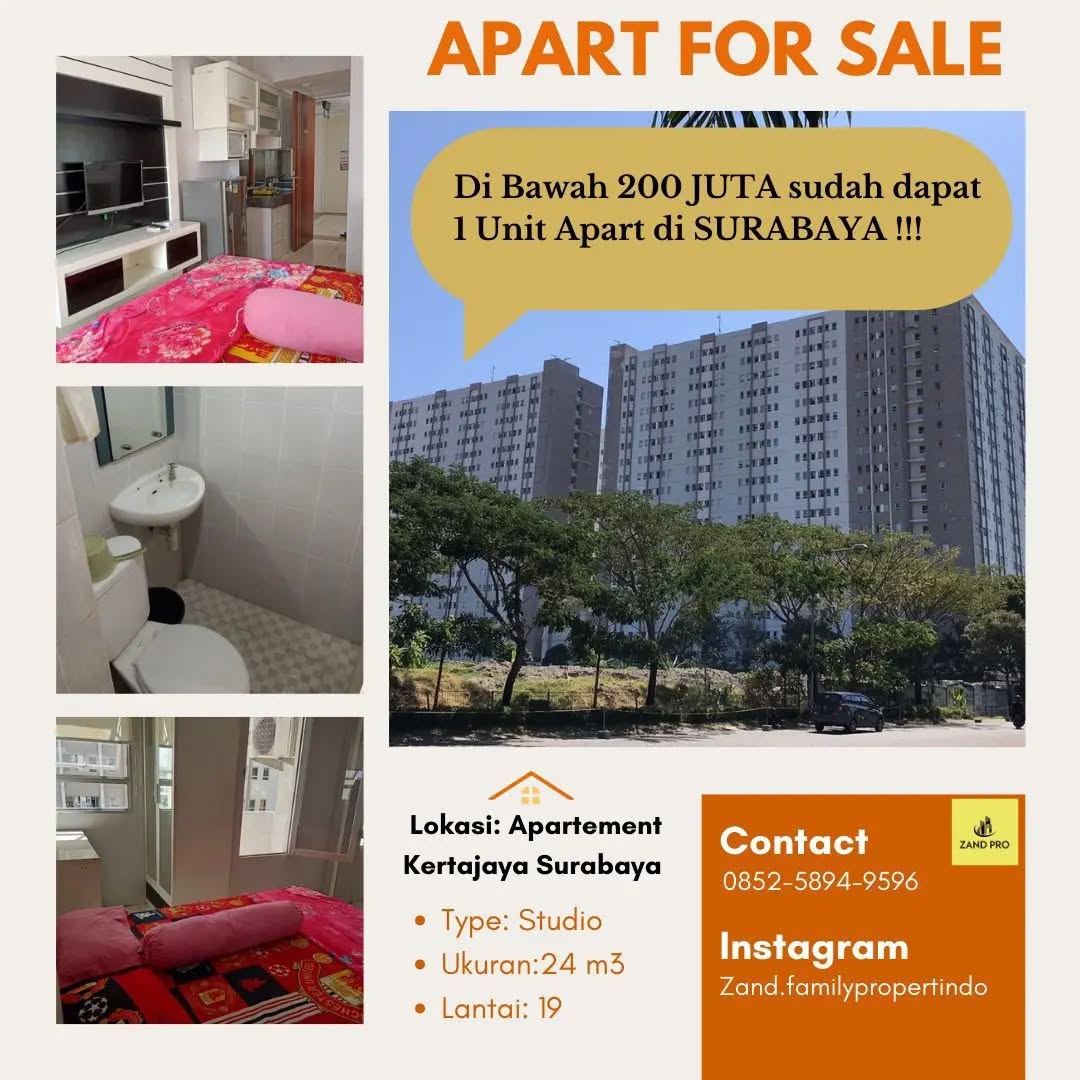 APART FOR SALE
Di Bawah 200 JUTA sudah dapat
1 Unit Apart di SURABAYA !!!
Lokasi: Apartement
Kertajaya Surabaya
• Type: Studio
• Ukuran:24 m3
• Lantai: 19
Contact
0852-5894-9596
ZAND PRO
Instagram
Zand.familypropertindo